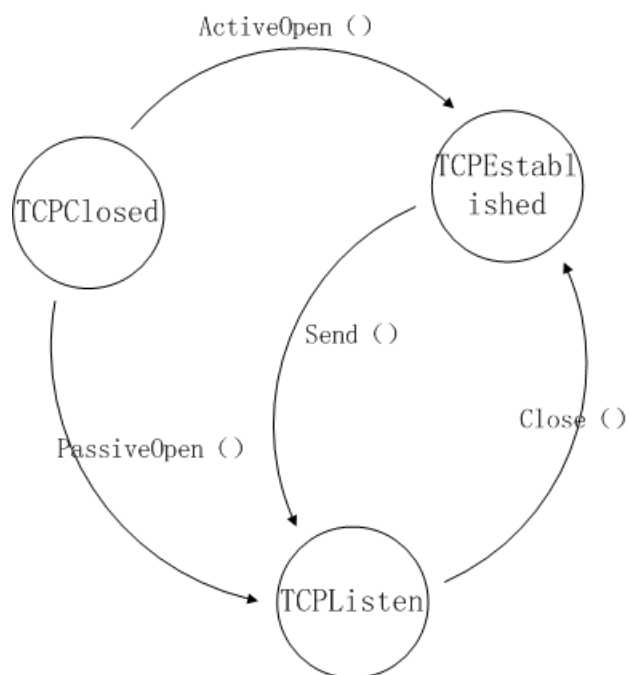 ActiveOpen（）
TCPEstabl
ished
TCPClosed
Send（）
Close（）
PassiveOpen（）
TCPListen